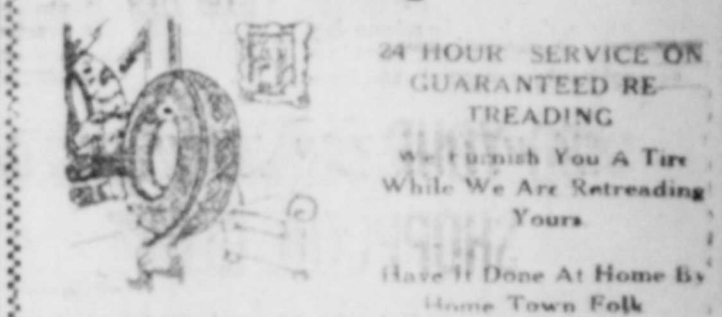 24 HOUR SERVICE ON
GUARANTEED RE
TREADING
We Furnish You A Tire
While We Are Retreading
Yours
Have It Done At Home By
Home Town Folk